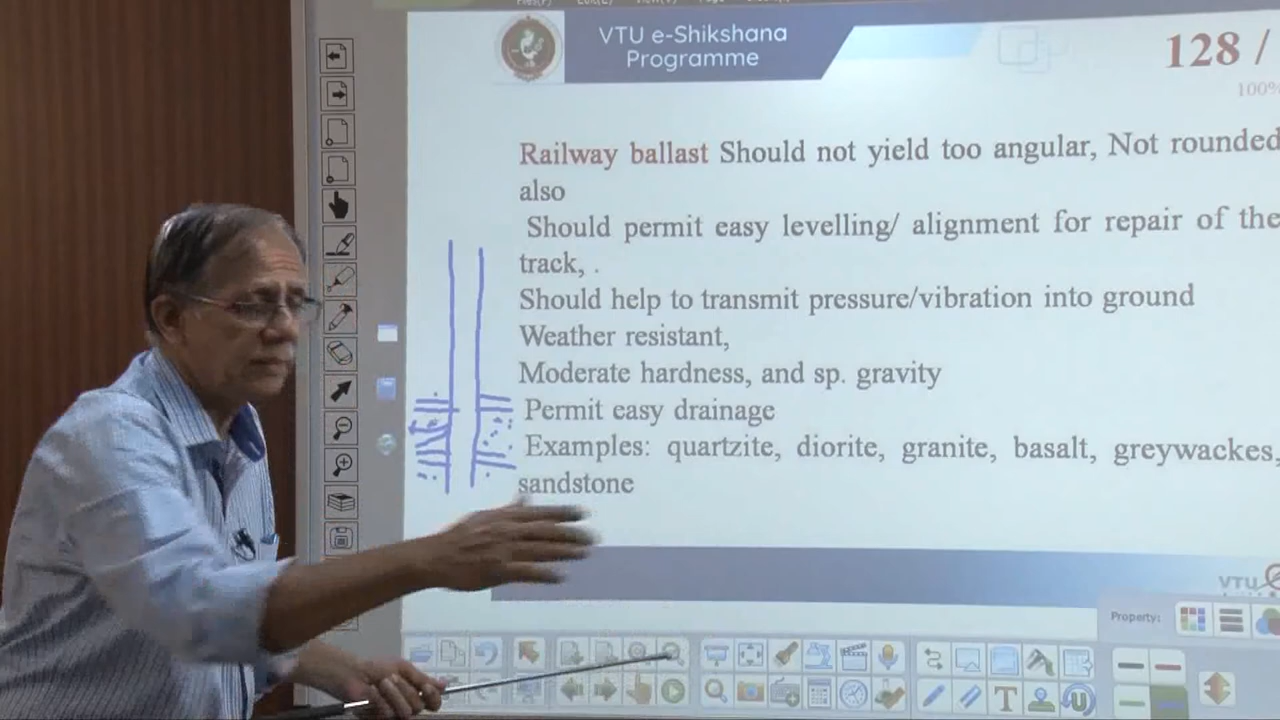 VTU e-Shikshana
Programme
128 /
100%
Railway ballast Should not yield too angular, Not rounded
also
Should permit easy levelling/ alignment for repair of the
track, .
Should help to transmit pressure/vibration into ground
Weather resistant,
Moderate hardness, and sp. gravity
Permit easy drainage
Examples: quartzite, diorite, granite, basalt, greywackes,
sandstone
VTU
Property: